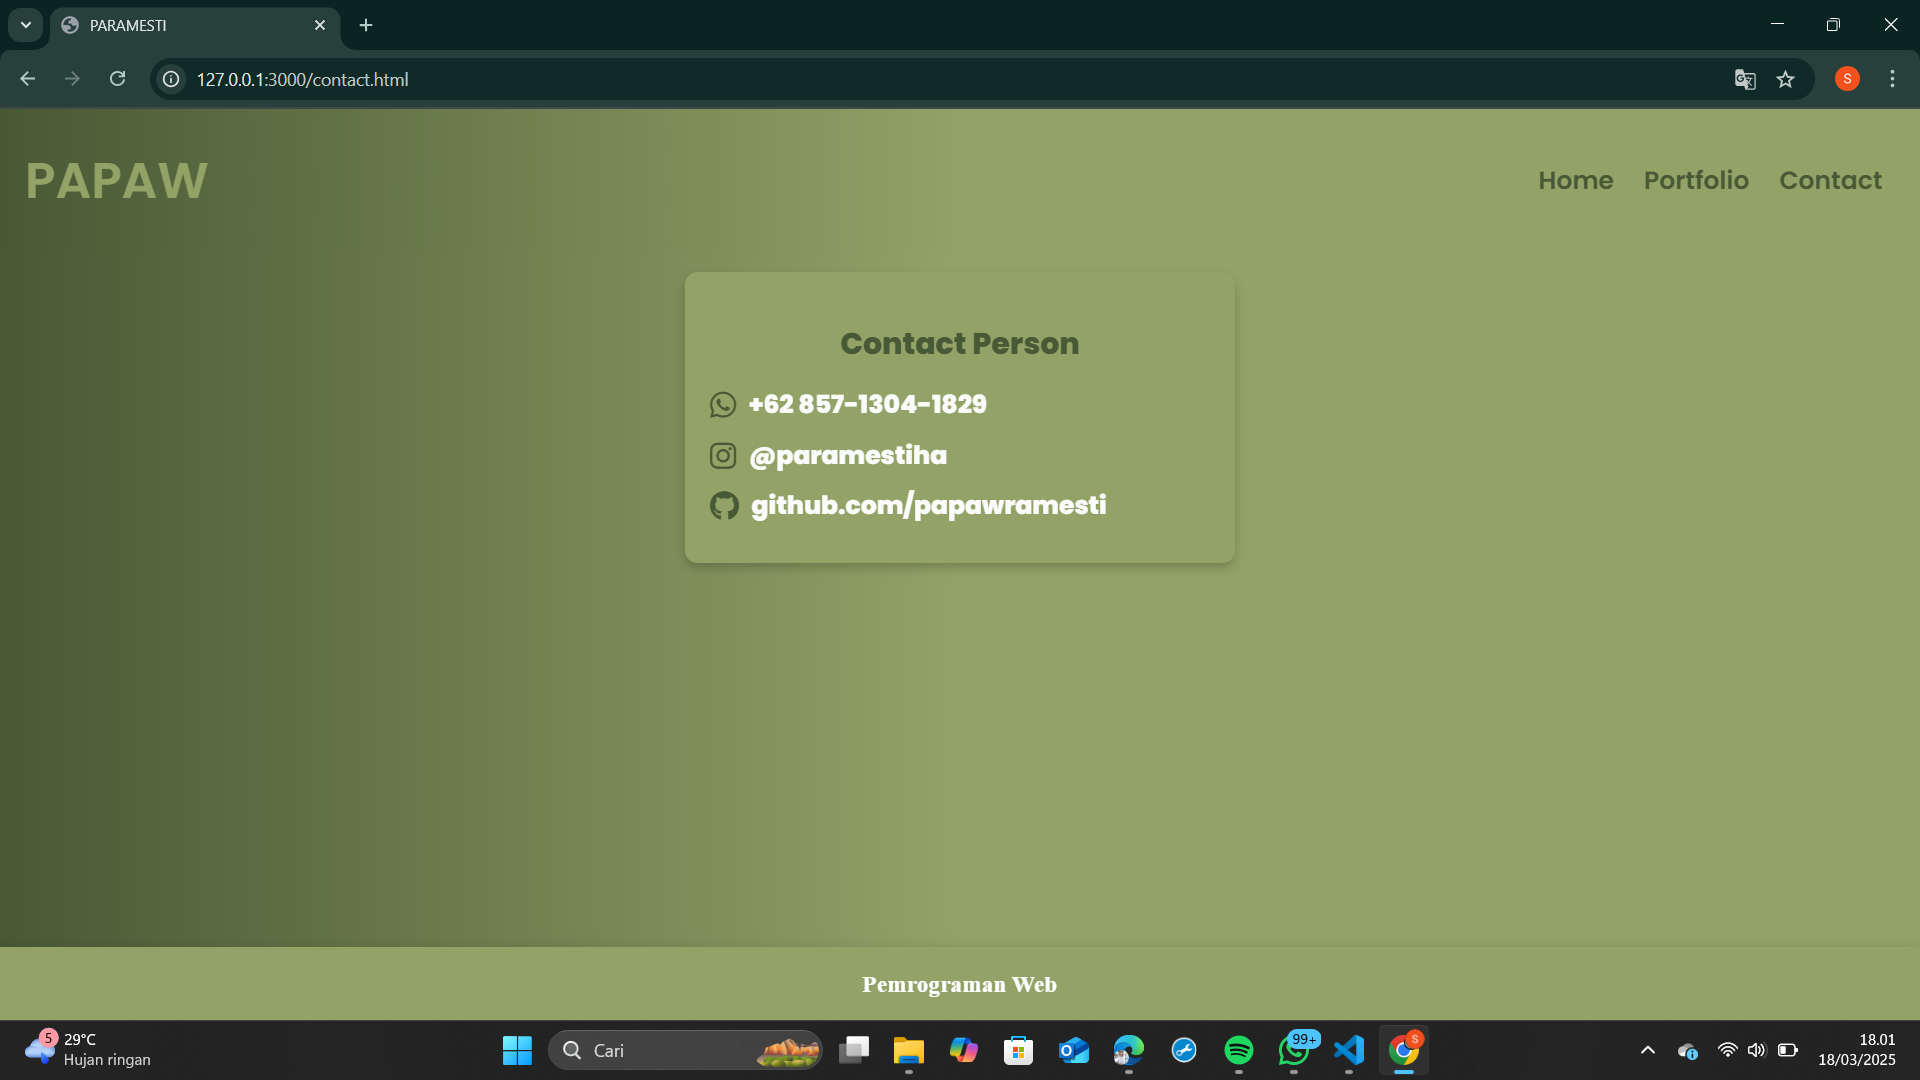 PARAMESTI
127.0.0.1:3000/contact.html
S
PAPAW
Home Portfolio Contact
Contact Person
+62 857-1304-1829
@paramestiha
github.com/papawramesti
Pemrograman Web
5
29°C
Hujan ringan
Cari
99+
S
18.01
18/03/2025